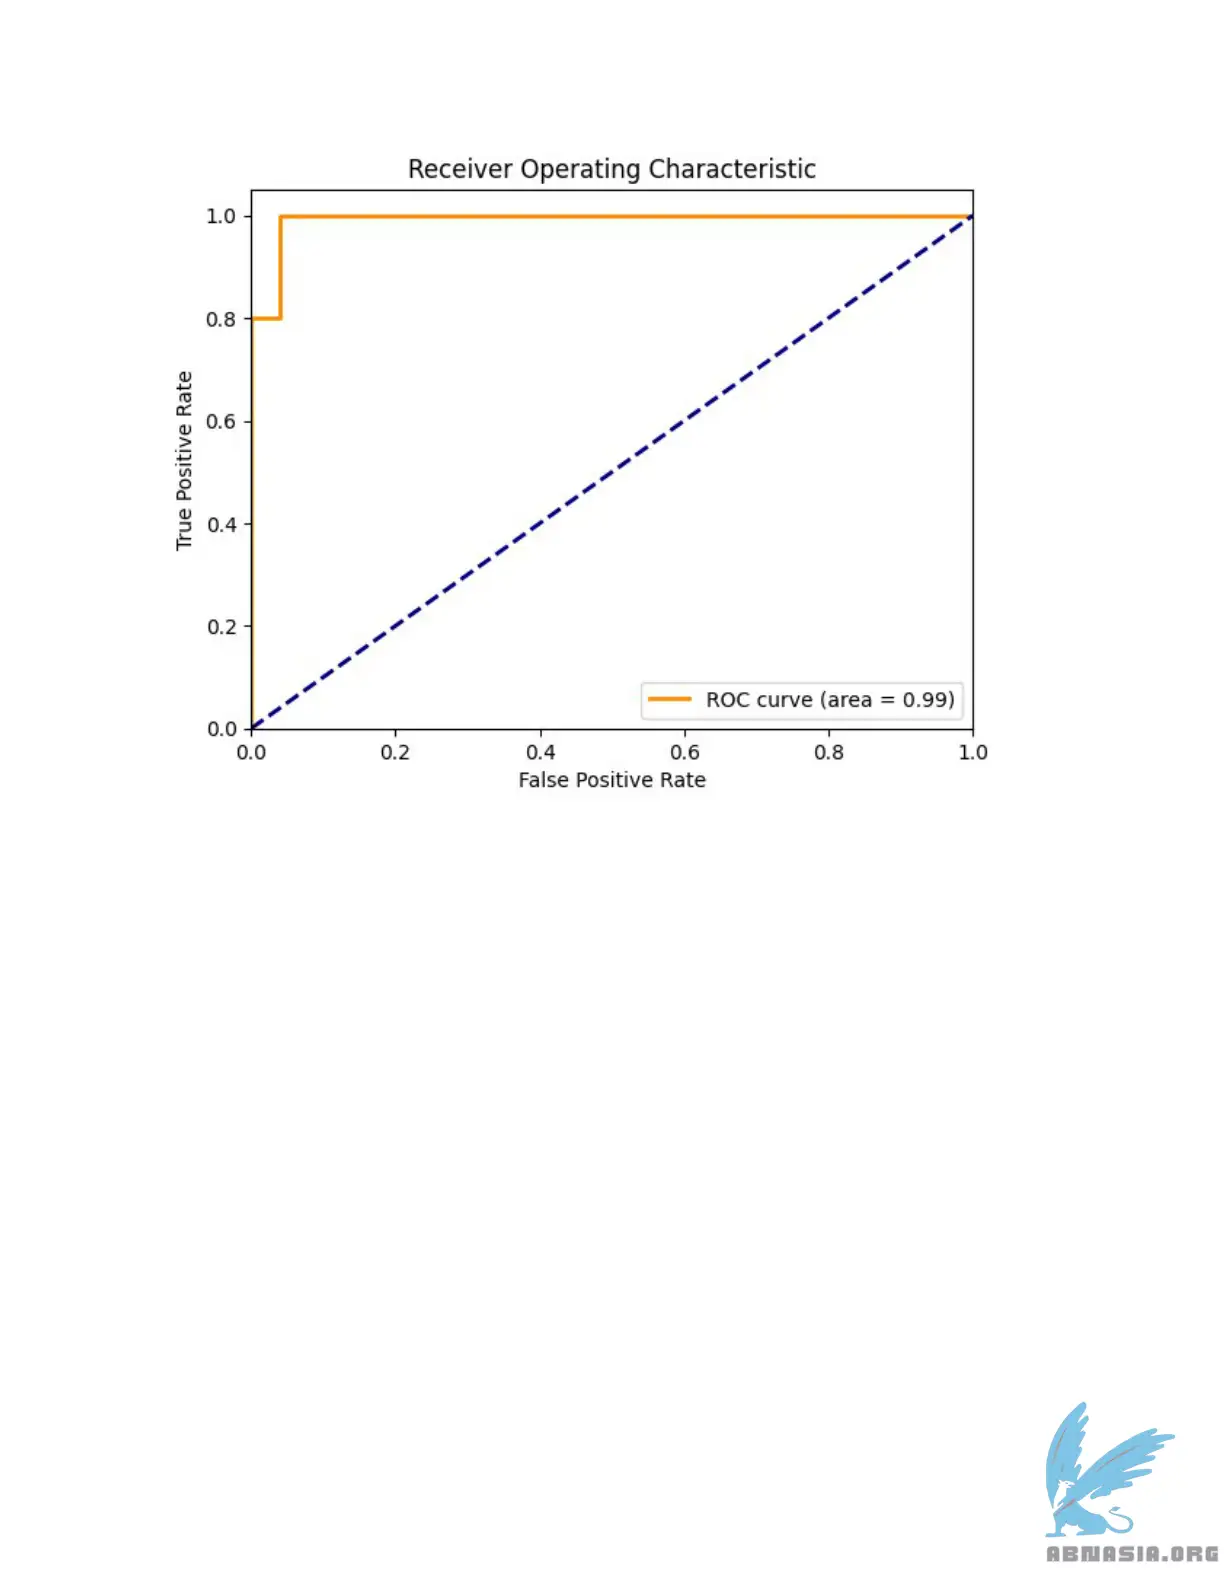 Receiver Operating Characteristic
1.0
0.8
0.6
0.4
0.2
0.0
True Positive Rate
ROC curve (area = 0.99)
0.0 0.2 0.4 0.6 0.8 1.0
False Positive Rate
ABNASIA.ORG